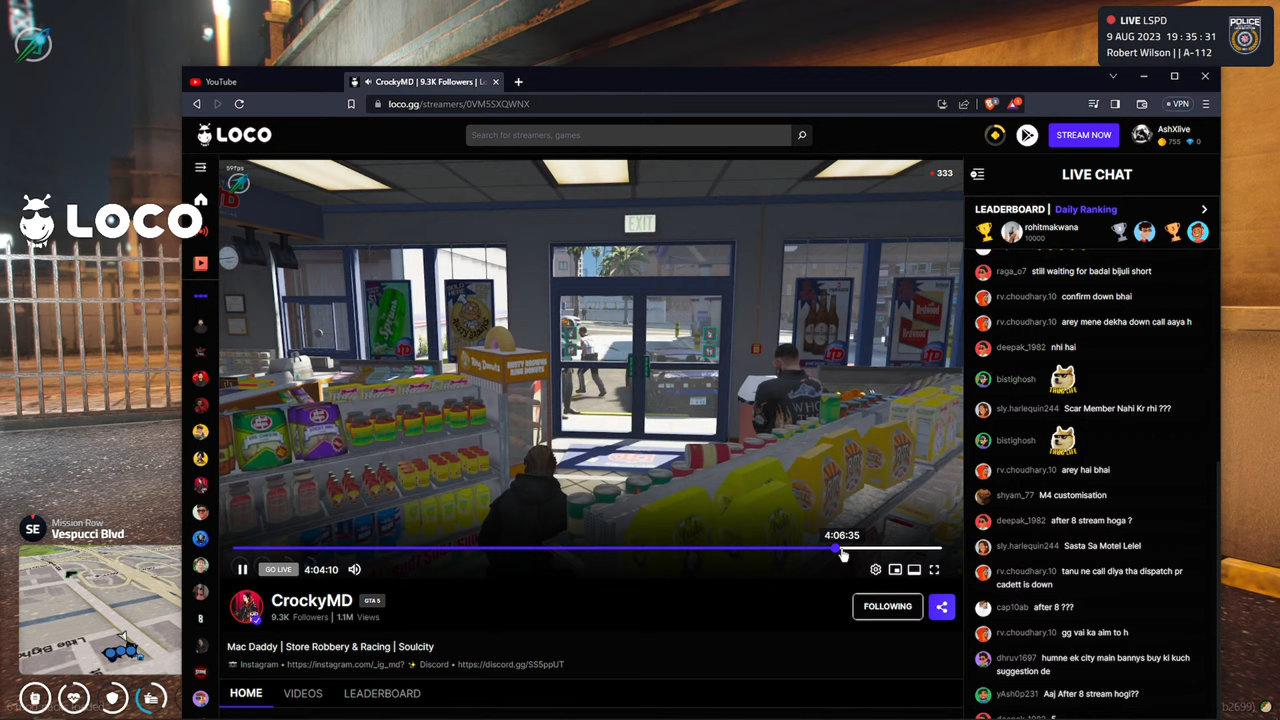 LIVE LSPD
9 AUG 2023 19:35:31
Robert Wilson | | A-112
POLICE
YouTube
CrockyMD | 9.3K Followers | L
loco.gg/streamers/0VM5SXQWNX
VPN
LOCO
Search for streamers, games
STREAM NOW
AshXlive
755 0
59fps
333
EXIT
LIVE CHAT
LEADERBOARD | Daily Ranking
rohitmakwana
10000
LOCO
raga_o7 still waiting for badal bijuli short
rv.choudhary.10 confirm down bhai
rv.choudhary.10 arey mene dekha down call aaya h
deepak_1982 nhi hai
bistighosh
sly.harlequin244 Scar Member Nahi Kr rhi ???
bistighosh
rv.choudhary.10 arey hai bhai
shyam_77 M4 customisation
deepak_1982 after 8 stream hoga ?
sly.harlequin244 Sasta Sa Motel Lelel
rv.choudhary.10 tanu ne call diya tha dispatch pr
cadett is down
cap10ab after 8 ???
rv.choudhary.10 gg vai ka aim to h
dhruv1697 humne ek city main bannys buy ki kuch
suggestion de
yAsh0p231 Aaj After 8 stream hogi??
4:06:35
GO LIVE 4:04:10
CrockyMD GTA 5
9.3K Followers | 1.1M Views
FOLLOWING
Mac Daddy | Store Robbery & Racing | Soulcity
Instagram • https://instagram.com/_ig_md? ✨ Discord • https://discord.gg/SS5ppUT
HOME VIDEOS LEADERBOARD
SE
Mission Row
Vespucci Blvd
b2699)